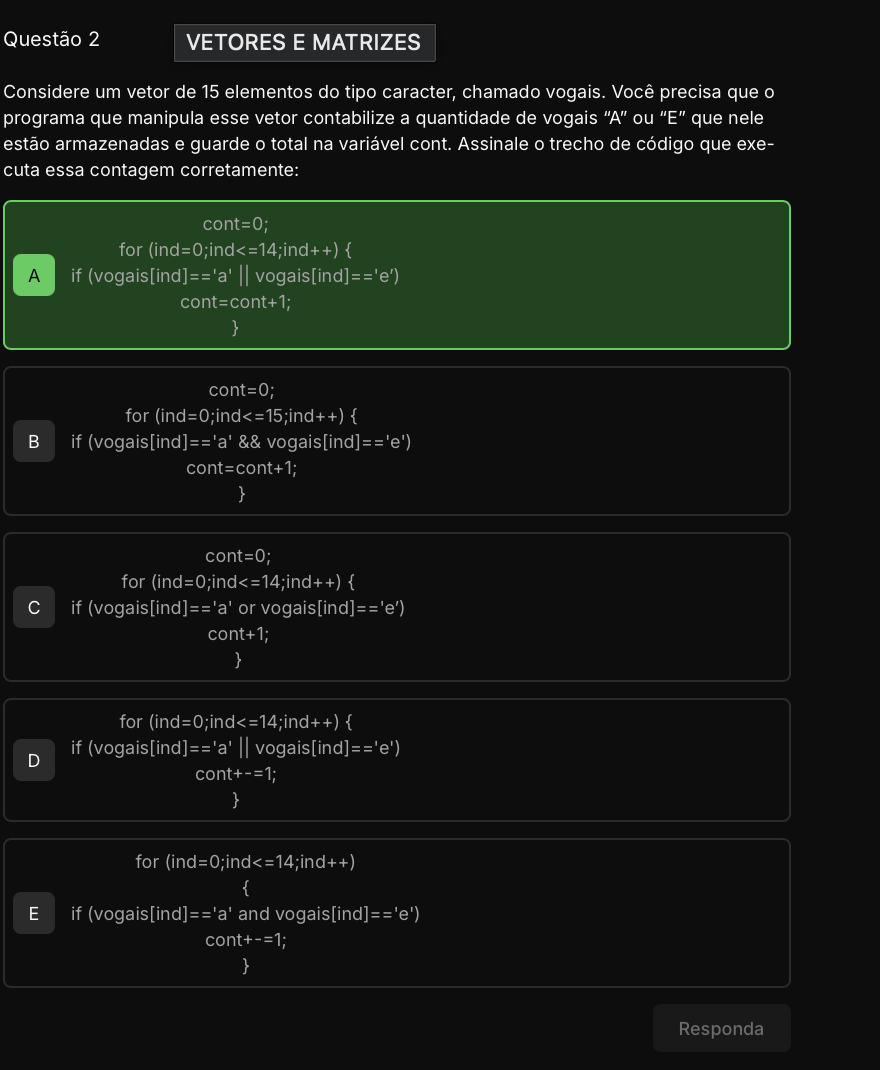 Questão 2
VETORES E MATRIZES
Considere um vetor de 15 elementos do tipo caracter, chamado vogais. Você precisa que o
programa que manipula esse vetor contabilize a quantidade de vogais “A” ou “E” que nele
estão armazenadas e guarde o total na variável cont. Assinale o trecho de código que exe-
cuta essa contagem corretamente:
A
cont=0;
for (ind=0;ind<=14;ind++) {
if (vogais[ind]=='a' || vogais[ind]=='e’)
cont=cont+1;
}
B
cont=0;
for (ind=0;ind<=15;ind++) {
if (vogais[ind]=='a' && vogais[ind]=='e')
cont=cont+1;
}
C
cont=0;
for (ind=0;ind<=14;ind++) {
if (vogais[ind]=='a' or vogais[ind]=='e’)
cont+1;
}
D
for (ind=0;ind<=14;ind++) {
if (vogais[ind]=='a' || vogais[ind]=='e')
cont+-=1;
}
E
for (ind=0;ind<=14;ind++)
{
if (vogais[ind]=='a' and vogais[ind]=='e')
cont+-=1;
}
Responda